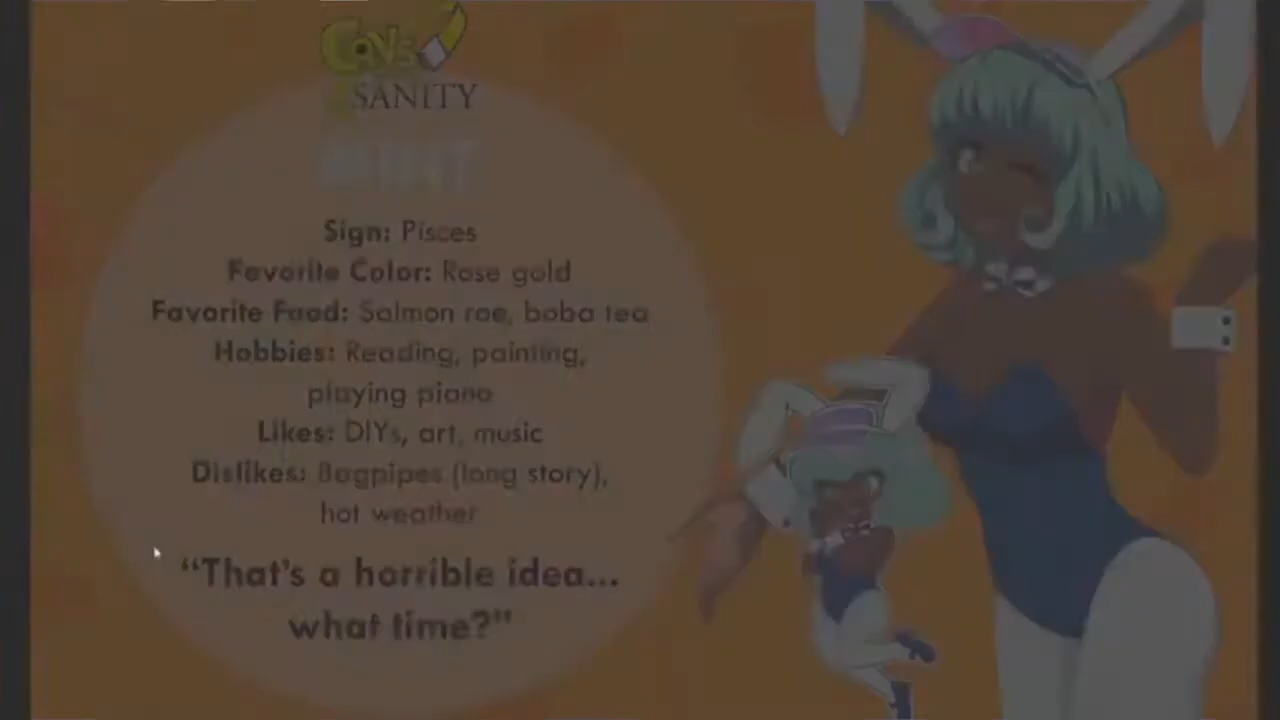 CaVs
SANITY
Sign: Pisces
Favorite Color: Rose gold
Favorite Food: Salmon roe, boba tea
Hobbies: Reading, painting,
playing piano
Likes: DIYs, art, music
Dislikes: Bagpipes (long story),
hot weather
“That's a horrible idea...
what time?”